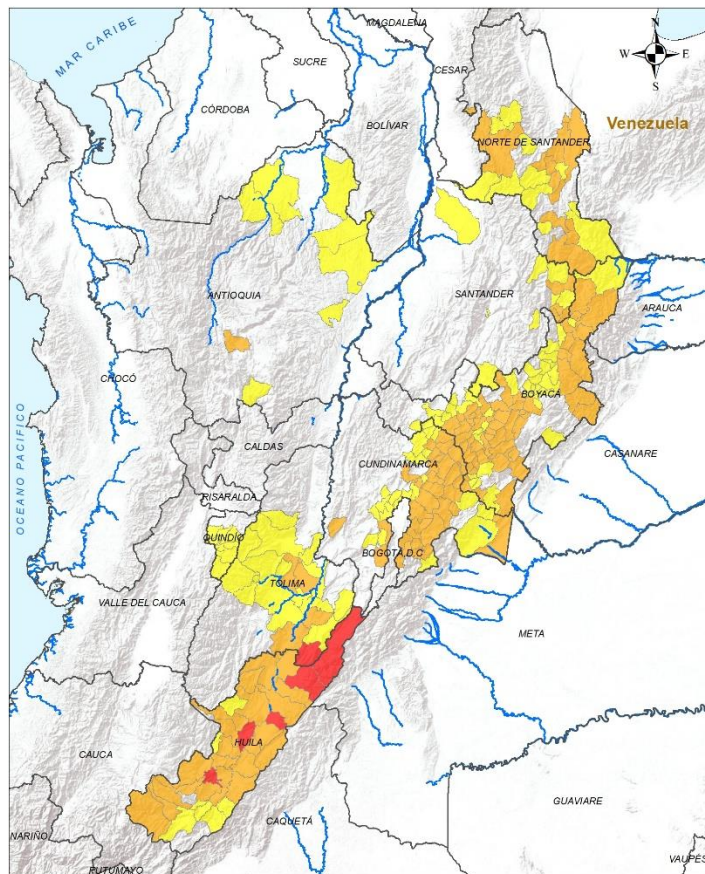 MAGDALENA
N
MAR CARIBE
SUCRE
CESAR
W
E
S
CÓRDOBA
BOLÍVAR
Venezuela
NORTE DE SANTANDER
ANTIOQUIA
SANTANDER
ARAUCA
CHOCÓ
BOYACÁ
CALDAS
CUNDINAMARCA
CASANARE
OCEANO PACIFICO
RISARALDA
QUINDÍO
BOGOTÁ, D.C
TOLIMA
VALLE DEL CAUCA
META
HUILA
CAUCA
GUAVIARE
CAQUETÁ
NARIÑO
VAUPÉS
PUTUMAYO